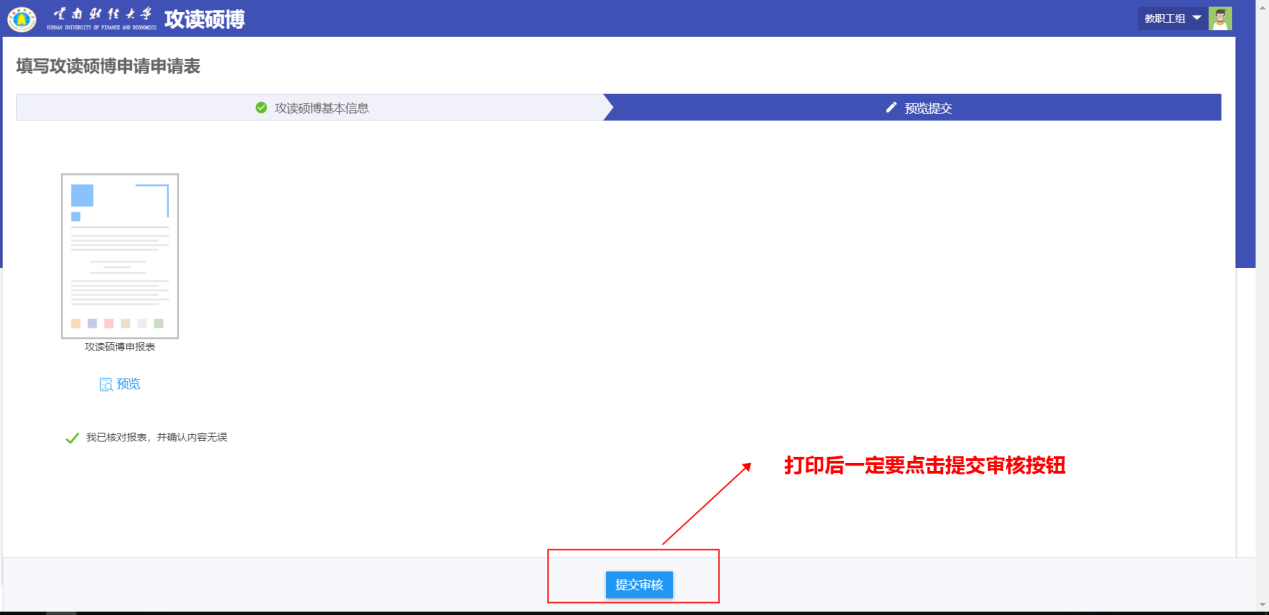 云南财经大学 攻读硕博
YUNNAN UNIVERSITY OF FINANCE AND ECONOMICS
教职工组
填写攻读硕博申请申请表
攻读硕博基本信息
预览提交
攻读硕博申报表
预览
我已核对报表，并确认内容无误
打印后一定要点击提交审核按钮
提交审核